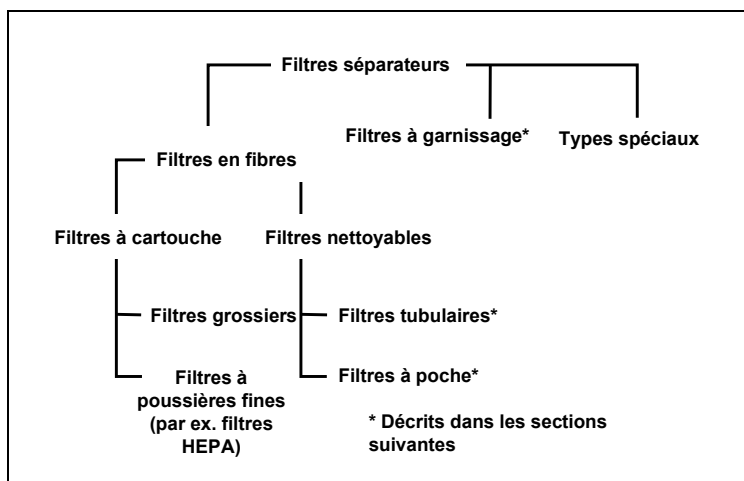 Filtres séparateurs
Filtres à garnissage*
Types spéciaux
Filtres en fibres
Filtres à cartouche
Filtres nettoyables
Filtres grossiers
Filtres tubulaires*
Filtres à
poussières fines
(par ex. filtres
HEPA)
Filtres à poche*
* Décrits dans les sections
suivantes